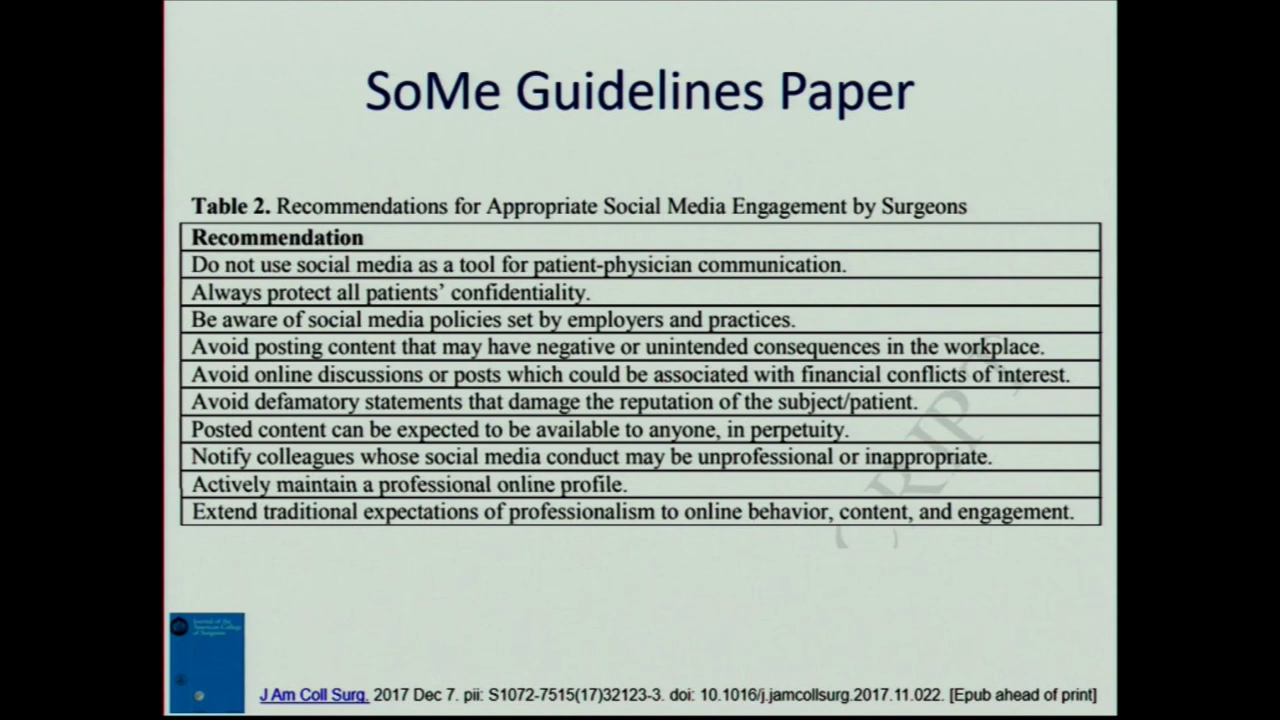 SoMe Guidelines Paper
Table 2. Recommendations for Appropriate Social Media Engagement by Surgeons
Recommendation
Do not use social media as a tool for patient-physician communication.
Always protect all patients’ confidentiality.
Be aware of social media policies set by employers and practices.
Avoid posting content that may have negative or unintended consequences in the workplace.
Avoid online discussions or posts which could be associated with financial conflicts of interest.
Avoid defamatory statements that damage the reputation of the subject/patient.
Posted content can be expected to be available to anyone, in perpetuity.
Notify colleagues whose social media conduct may be unprofessional or inappropriate.
Actively maintain a professional online profile.
Extend traditional expectations of professionalism to online behavior, content, and engagement.
Journal of the
American College
of Surgeons
J Am Coll Surg. 2017 Dec 7. pii: S1072-7515(17)32123-3. doi: 10.1016/j.jamcollsurg.2017.11.022. [Epub ahead of print]